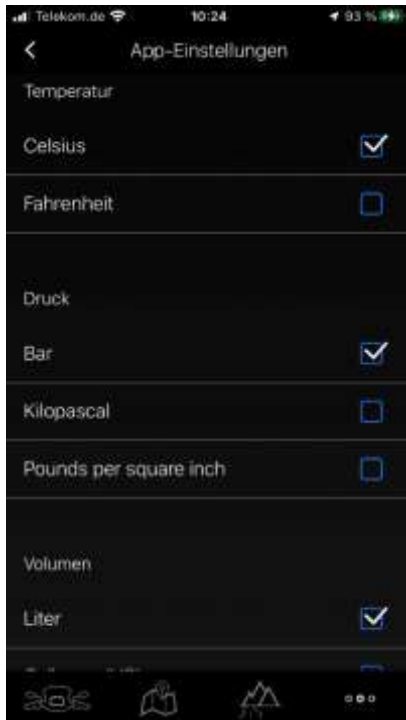 Telekom.de 10:24 93 %
App-Einstellungen
Temperatur
Celsius
Fahrenheit
Druck
Bar
Kilopascal
Pounds per square inch
Volumen
Liter